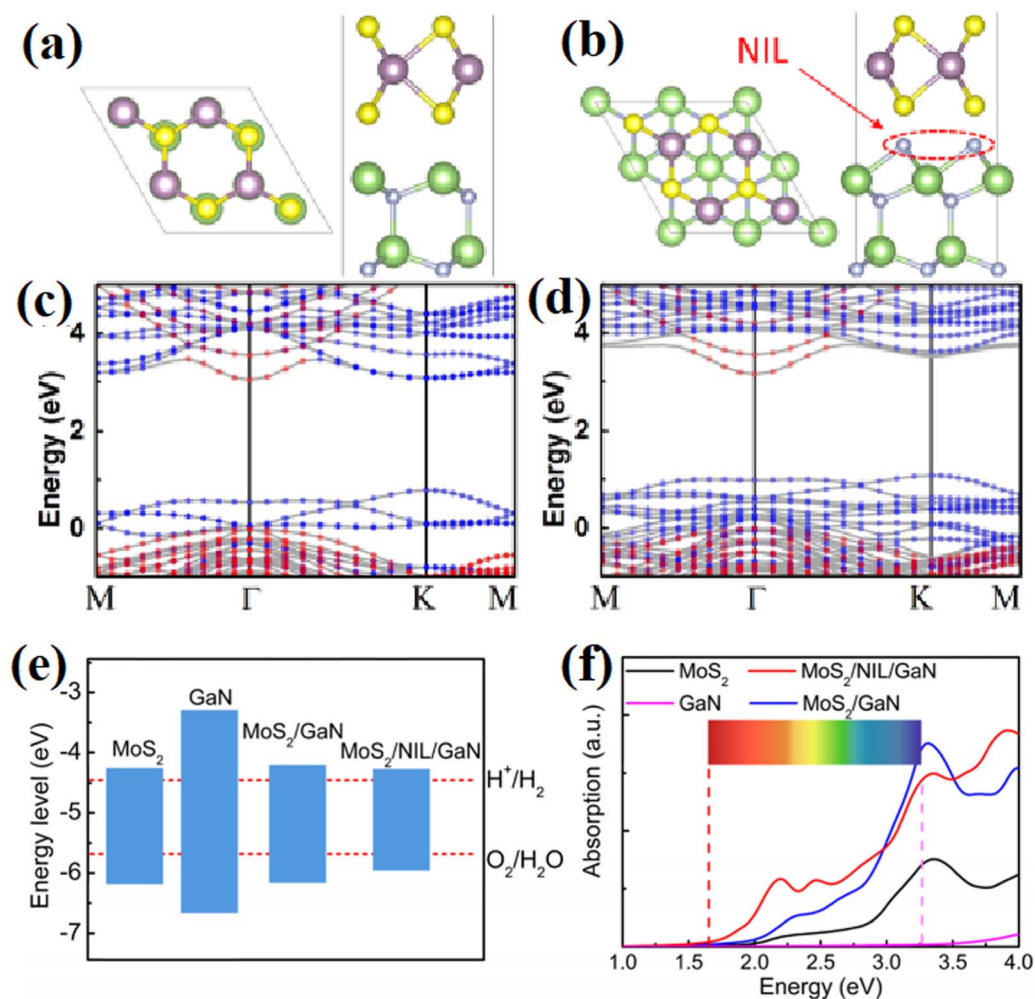 (a)
(b)
NIL
(c)
4
2
0
Energy (eV)
M Γ K M
(d)
4
2
0
Energy (eV)
M Γ K M
(e)
-3
-4
-5
-6
-7
Energy level (eV)
MoS2
GaN
MoS2/GaN
MoS2/NIL/GaN
H+/H2
O2/H2O
(f)
MoS2
MoS2/NIL/GaN
GaN
MoS2/GaN
Absorption (a.u.)
1.0 1.5 2.0 2.5 3.0 3.5 4.0
Energy (eV)